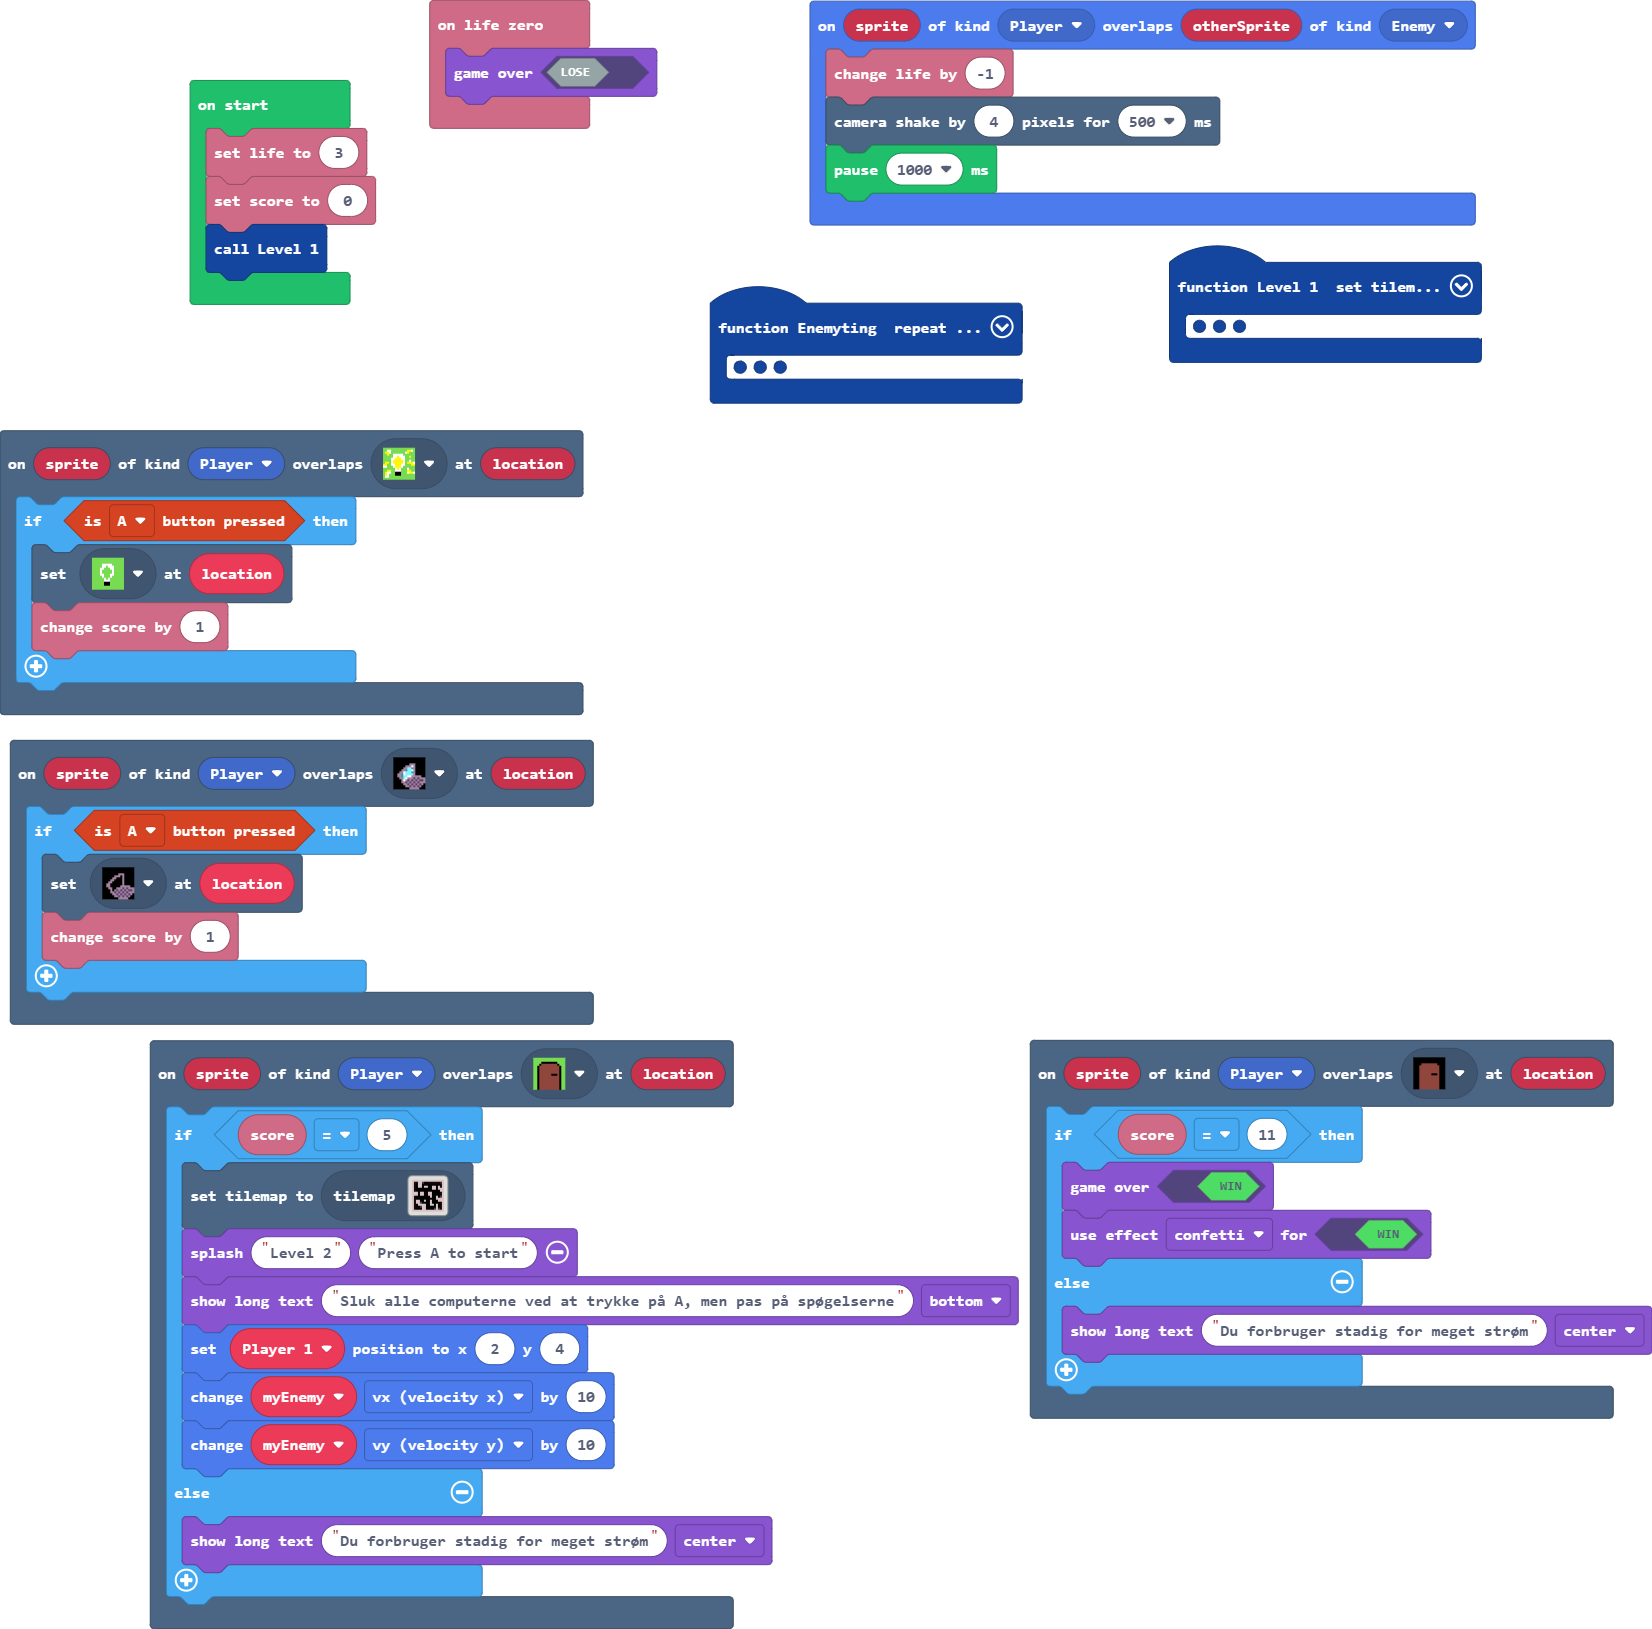 on start
set life to 3
set score to 0
call Level 1
on life zero
game over LOSE
on sprite of kind Player overlaps otherSprite of kind Enemy
change life by -1
camera shake by 4 pixels for 500 ms
pause 1000 ms
function Enemyting repeat ...
function Level 1 set tilem...
on sprite of kind Player overlaps at location
if is A button pressed then
set at location
change score by 1
on sprite of kind Player overlaps at location
if is A button pressed then
set at location
change score by 1
on sprite of kind Player overlaps at location
if score = 5 then
set tilemap to tilemap
splash "Level 2" "Press A to start"
show long text "Sluk alle computerne ved at trykke på A, men pas på spøgelserne" bottom
set Player 1 position to x 2 y 4
change myEnemy vx (velocity x) by 10
change myEnemy vy (velocity y) by 10
else
show long text "Du forbruger stadig for meget strøm" center
on sprite of kind Player overlaps at location
if score = 11 then
game over WIN
use effect confetti for WIN
else
show long text "Du forbruger stadig for meget strøm" center